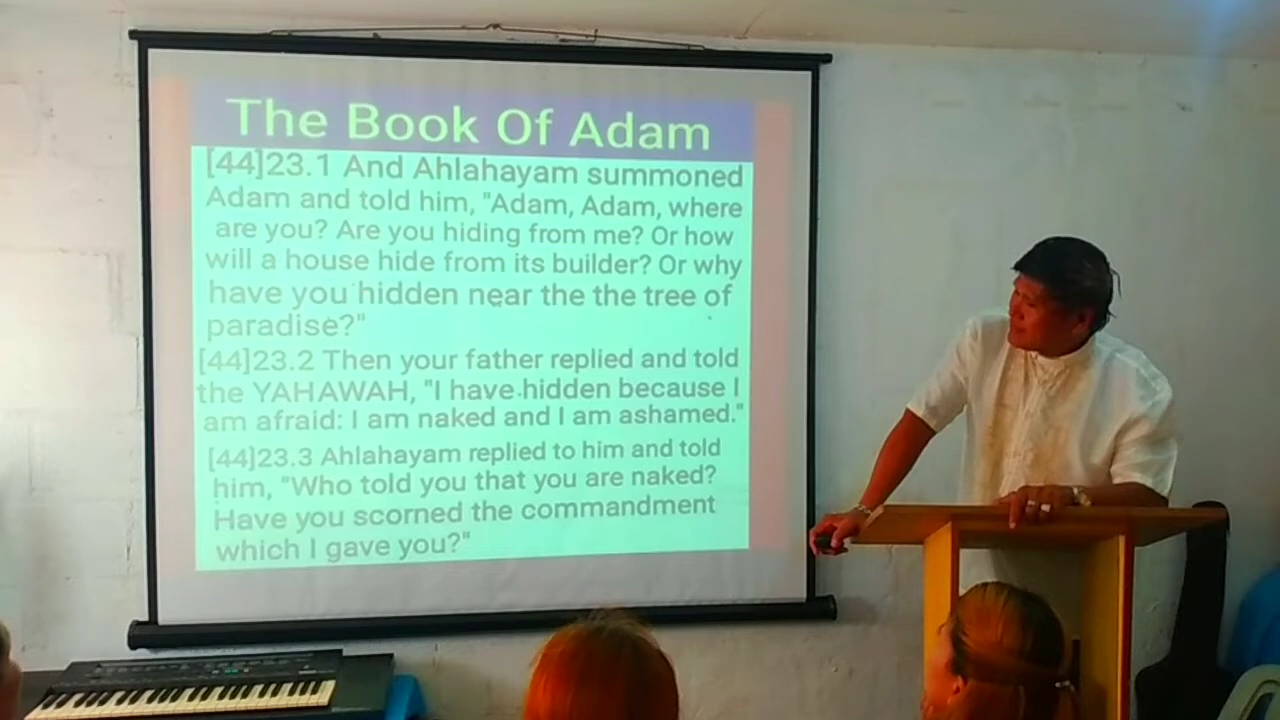 The Book Of Adam
[44]23.1 And Ahlahayam summoned
Adam and told him, "Adam, Adam, where
are you? Are you hiding from me? Or how
will a house hide from its builder? Or why
have you hidden near the the tree of
paradise?"
[44]23.2 Then your father replied and told
the YAHAWAH, "I have hidden because I
am afraid: I am naked and I am ashamed."
[44]23.3 Ahlahayam replied to him and told
him, "Who told you that you are naked?
Have you scorned the commandment
which I gave you?"